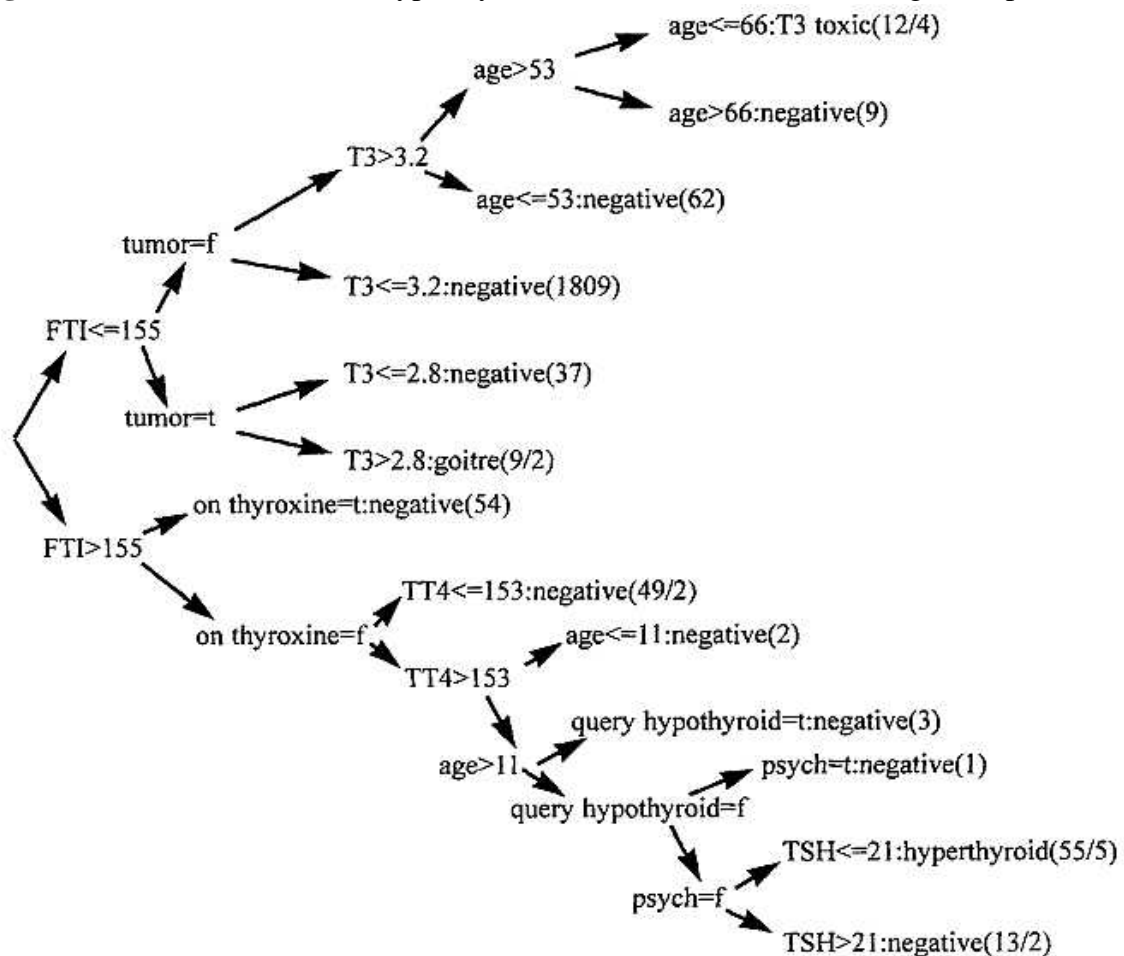 age<=66:T3 toxic(12/4)
age>53
age>66:negative(9)
T3>3.2
age<=53:negative(62)
tumor=f
T3<=3.2:negative(1809)
FTI<=155
T3<=2.8:negative(37)
tumor=t
T3>2.8:goitre(9/2)
on thyroxine=t:negative(54)
FTI>155
TT4<=153:negative(49/2)
on thyroxine=f
age<=11:negative(2)
TT4>153
query hypothyroid=t:negative(3)
age>11
psych=t:negative(1)
query hypothyroid=f
TSH<=21:hyperthyroid(55/5)
psych=f
TSH>21:negative(13/2)